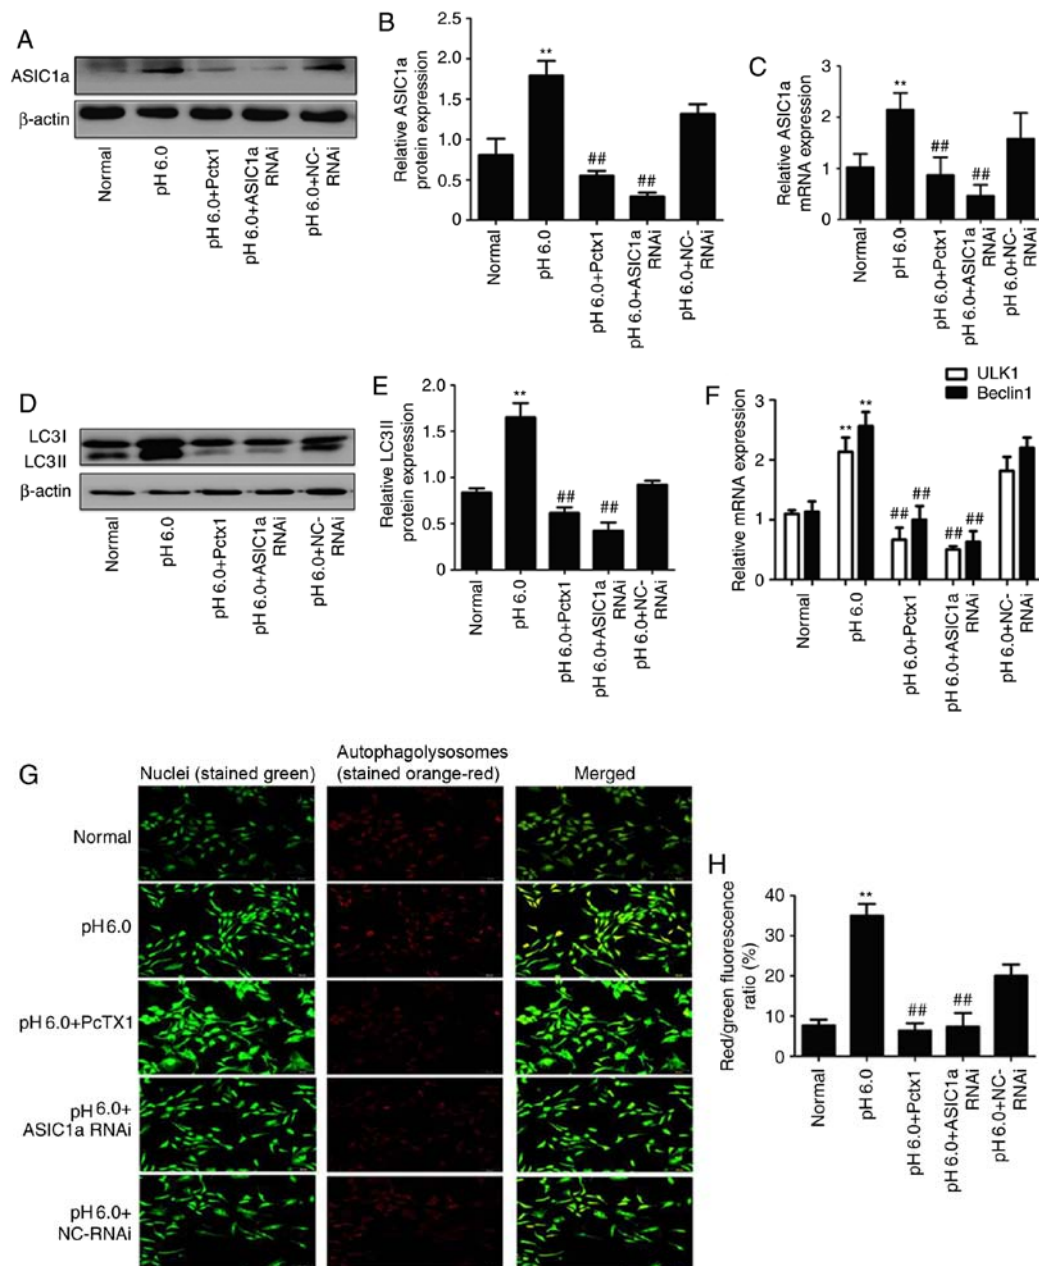 A
ASIC1a
β-actin
Normal
pH 6.0
pH 6.0+Pctx1
pH 6.0+ASIC1a
RNAi
pH 6.0+NC-
RNAi
B
Relative ASIC1a
protein expression
2.5
2.0
1.5
1.0
0.5
0
**
##
##
Normal
pH 6.0
pH 6.0+Pctx1
pH 6.0+ASIC1a
RNAi
pH 6.0+NC-
RNAi
C
Relative ASIC1a
mRNA expression
3
2
1
0
**
##
##
Normal
pH 6.0
pH 6.0+Pctx1
pH 6.0+ASIC1a
RNAi
pH 6.0+NC-
RNAi
D
LC3I
LC3II
β-actin
Normal
pH 6.0
pH 6.0+Pctx1
pH 6.0+ASIC1a
RNAi
pH 6.0+NC-
RNAi
E
Relative LC3II
protein expression
2.0
1.5
1.0
0.5
0
**
##
##
Normal
pH 6.0
pH 6.0+Pctx1
pH 6.0+ASIC1a
RNAi
pH 6.0+NC-
RNAi
F
ULK1
Beclin1
Relative mRNA expression
3
2
1
0
**
**
##
##
##
##
Normal
pH 6.0
pH 6.0+Pctx1
pH 6.0+ASIC1a
RNAi
pH 6.0+NC-
RNAi
G
Nuclei (stained green)
Autophagolysosomes
(stained orange-red)
Merged
Normal
pH 6.0
pH 6.0+PcTX1
pH 6.0+
ASIC1a RNAi
pH 6.0+
NC-RNAi
H
Red/green fluorescence
ratio (%)
40
30
20
10
0
**
##
##
Normal
pH 6.0
pH 6.0+Pctx1
pH 6.0+ASIC1a
RNAi
pH 6.0+NC-
RNAi